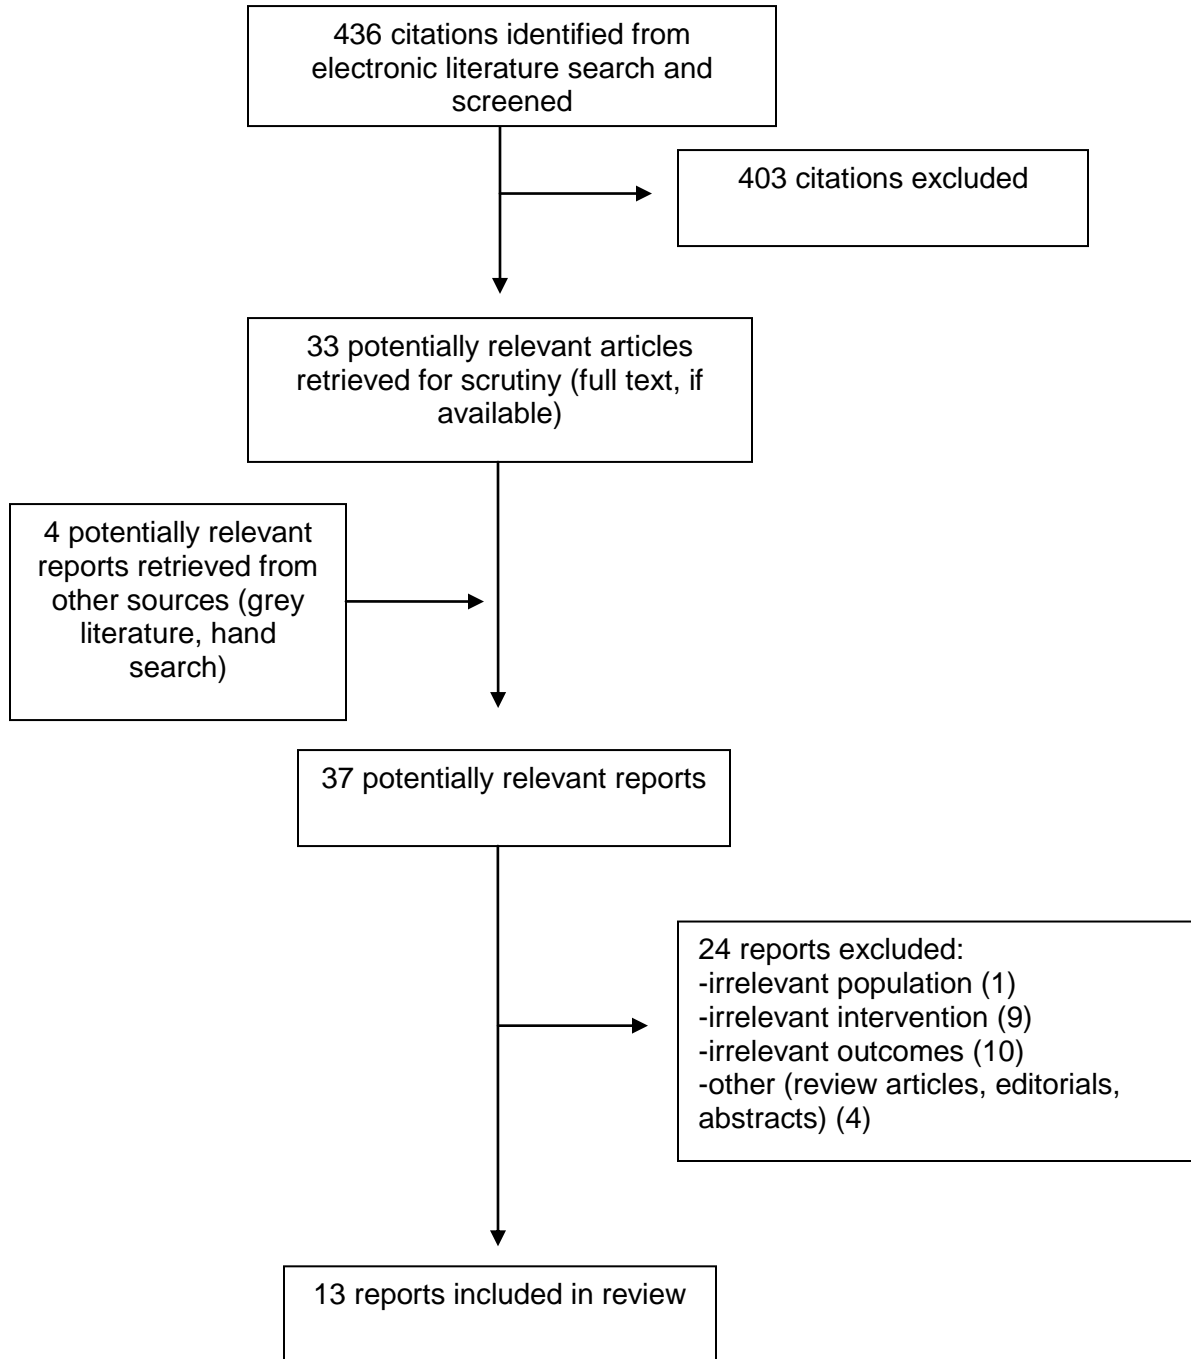 436 citations identified from
electronic literature search and
screened
403 citations excluded
33 potentially relevant articles
retrieved for scrutiny (full text, if
available)
4 potentially relevant
reports retrieved from
other sources (grey
literature, hand
search)
37 potentially relevant reports
24 reports excluded:
-irrelevant population (1)
-irrelevant intervention (9)
-irrelevant outcomes (10)
-other (review articles, editorials,
abstracts) (4)
13 reports included in review